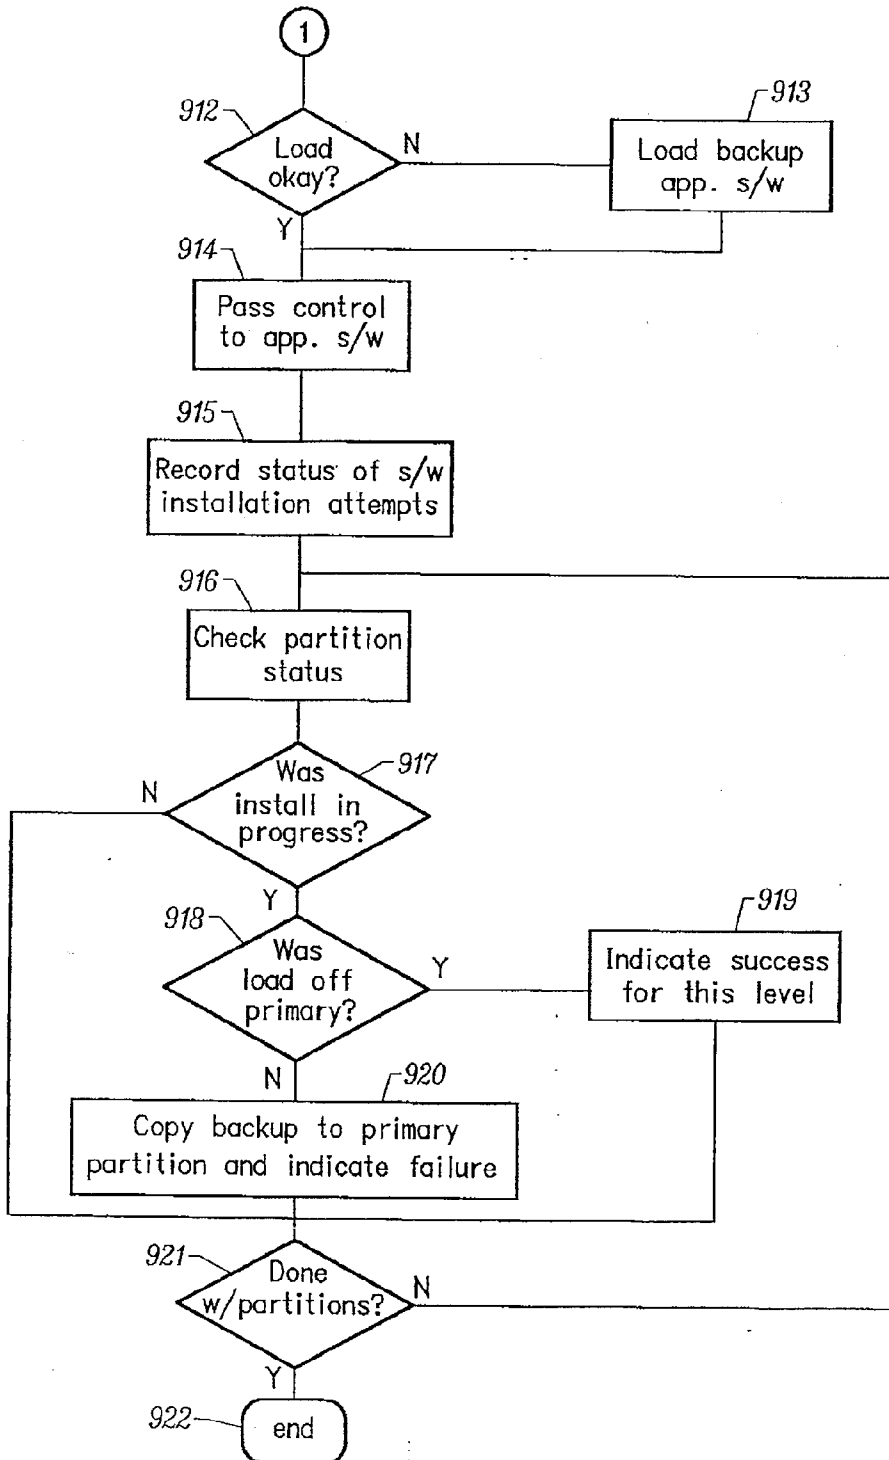 1
912
Load
okay?
N
Y
913
Load backup
app. s/w
914
Pass control
to app. s/w
915
Record status of s/w
installation attempts
916
Check partition
status
917
Was
install in
progress?
N
Y
918
Was
load off
primary?
Y
N
919
Indicate success
for this level
920
Copy backup to primary
partition and indicate failure
921
Done
w/partitions?
N
Y
922
end